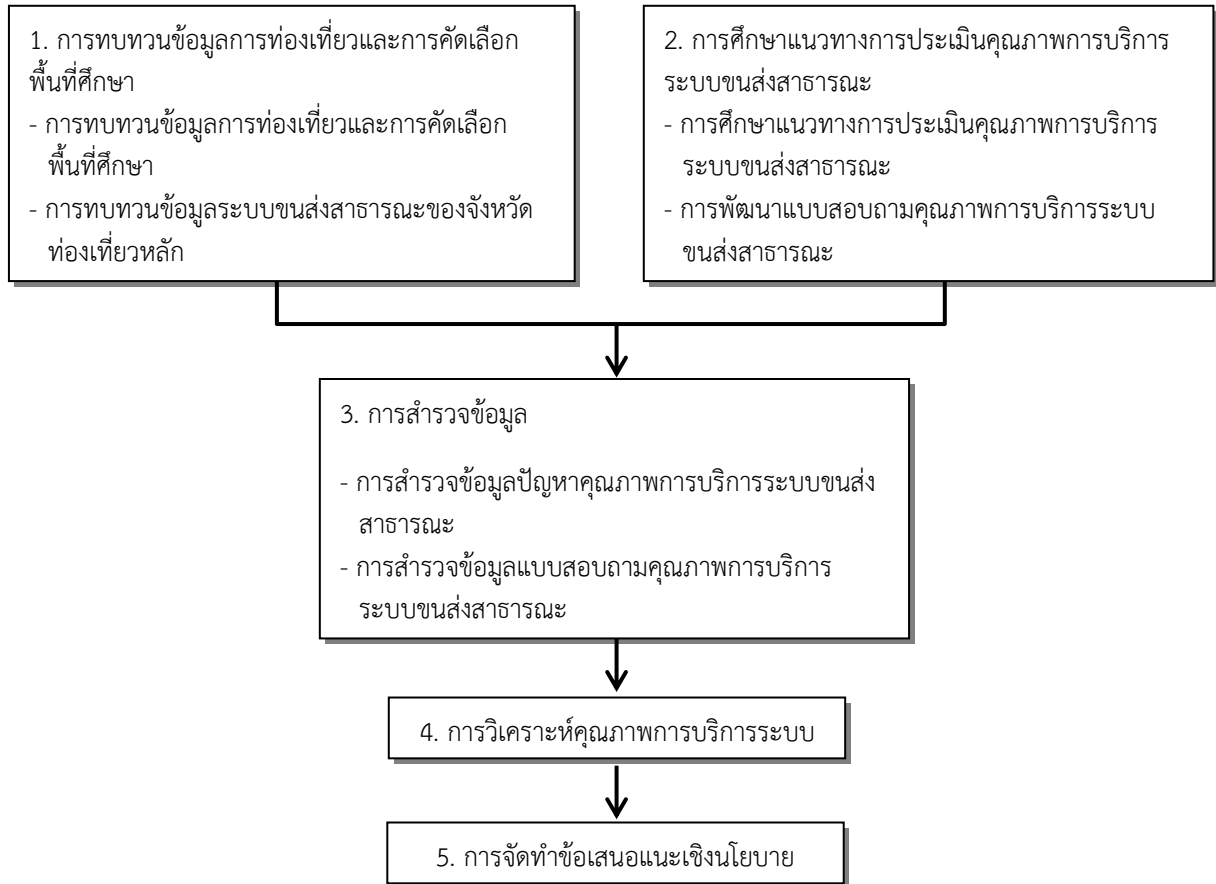 1. การทบทวนข้อมูลการท่องเที่ยวและการคัดเลือก
พื้นที่ศึกษา
- การทบทวนข้อมูลการท่องเที่ยวและการคัดเลือก
พื้นที่ศึกษา
- การทบทวนข้อมูลระบบขนส่งสาธารณะของจังหวัด
ท่องเที่ยวหลัก
2. การศึกษาแนวทางการประเมินคุณภาพการบริการ
ระบบขนส่งสาธารณะ
- การศึกษาแนวทางการประเมินคุณภาพการบริการ
ระบบขนส่งสาธารณะ
- การพัฒนาแบบสอบถามคุณภาพการบริการระบบ
ขนส่งสาธารณะ
3. การสำรวจข้อมูล
- การสำรวจข้อมูลปัญหาคุณภาพการบริการระบบขนส่ง
สาธารณะ
- การสำรวจข้อมูลแบบสอบถามคุณภาพการบริการ
ระบบขนส่งสาธารณะ
4. การวิเคราะห์คุณภาพการบริการระบบ
5. การจัดทำข้อเสนอแนะเชิงนโยบาย